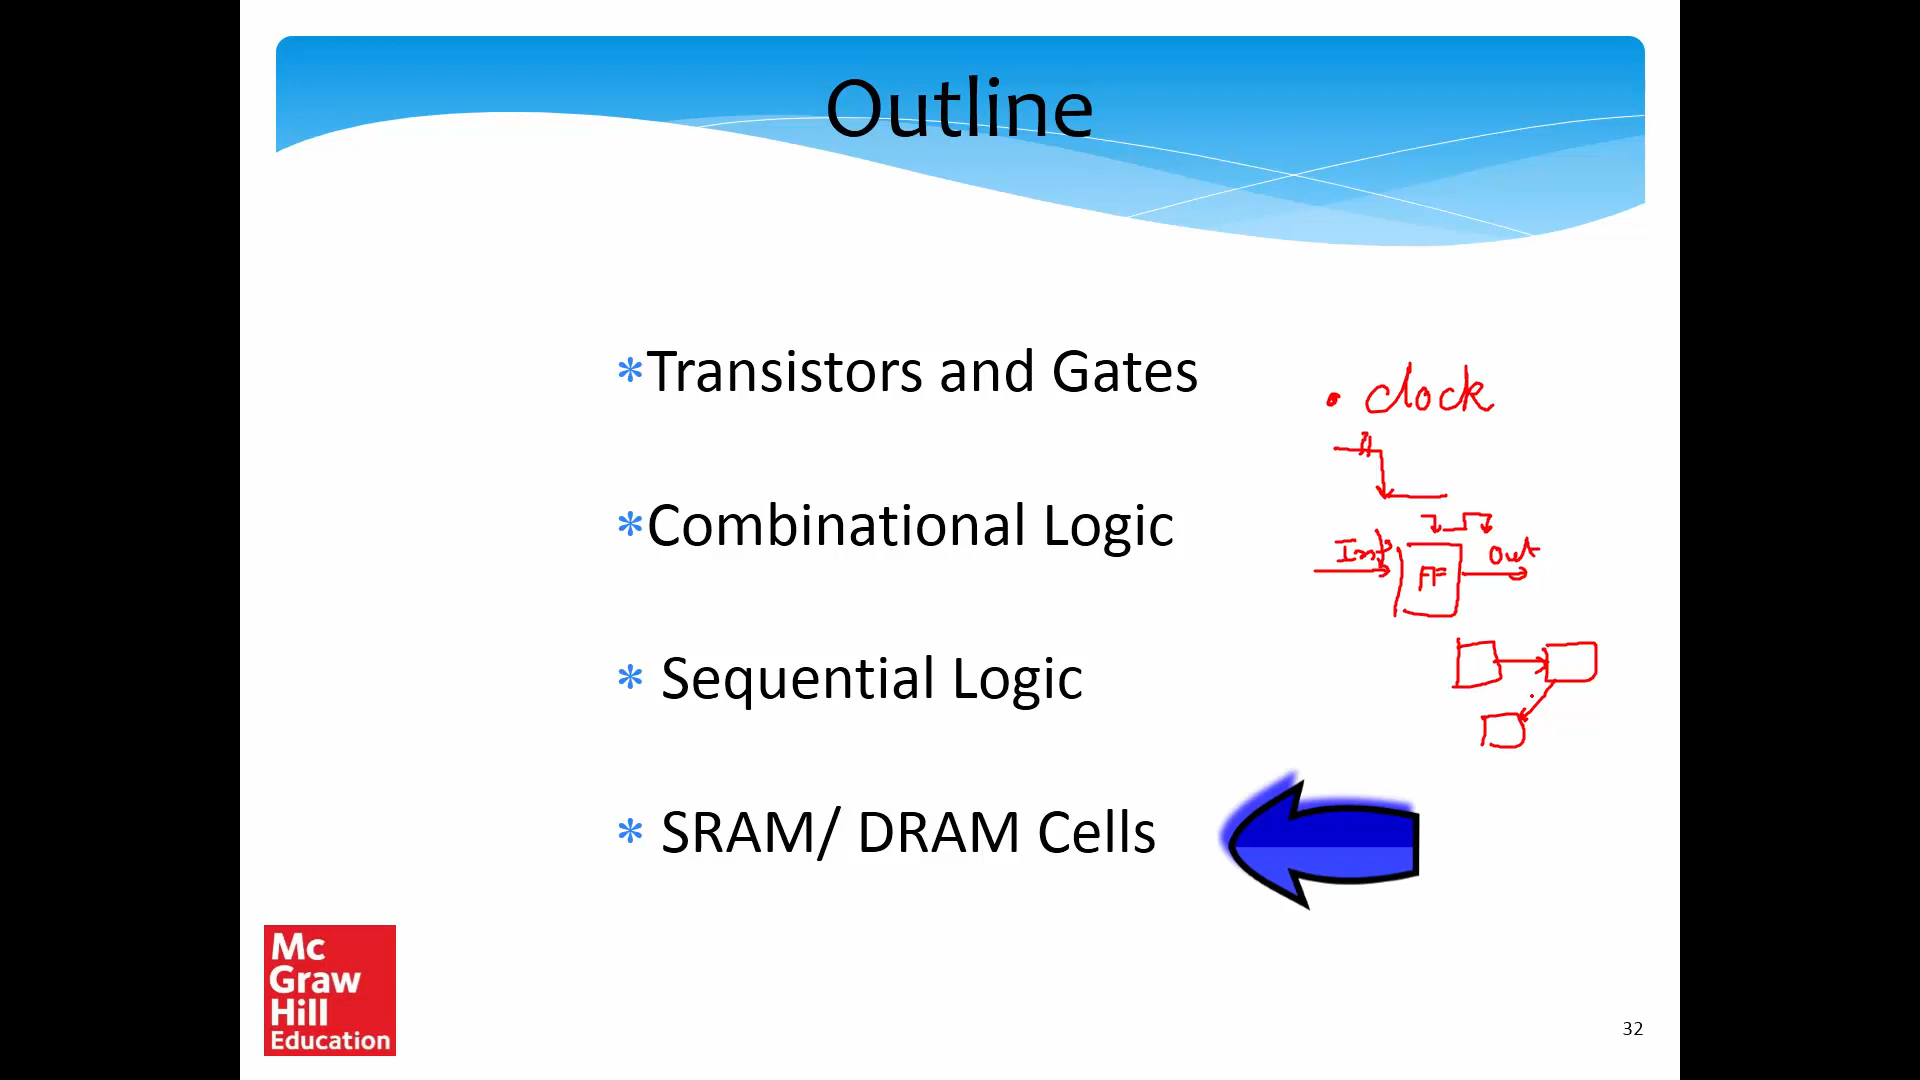 Outline
*Transistors and Gates
• clock
*Combinational Logic
Inp
FF
Out
* Sequential Logic
* SRAM/ DRAM Cells
Mc
Graw
Hill
Education
32